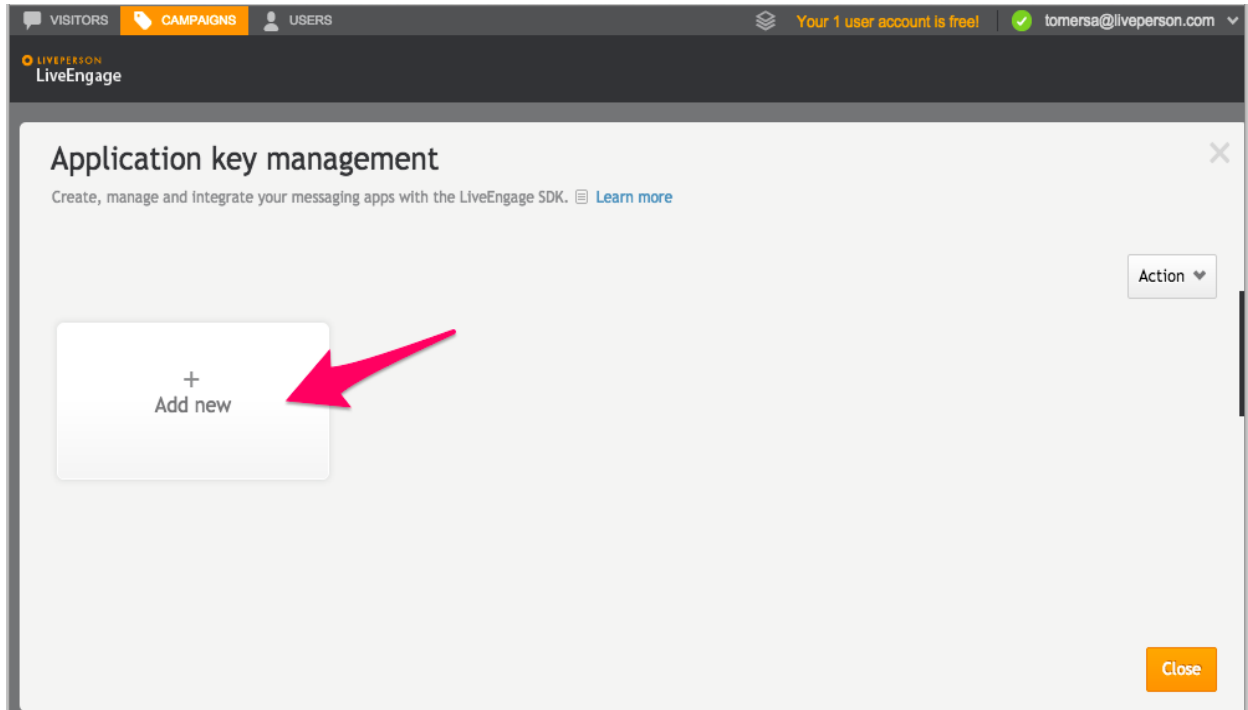 VISITORS CAMPAIGNS USERS Your 1 user account is free! tomersa@liveperson.com
LIVEPERSON
LiveEngage
Application key management
Create, manage and integrate your messaging apps with the LiveEngage SDK. Learn more
Action
+
Add new
Close